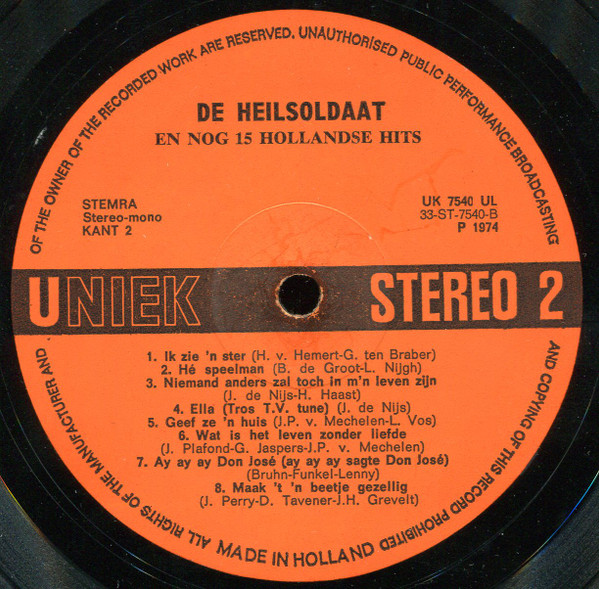 ALL RIGHTS OF THE MANUFACTURER AND OF THE OWNER OF THE RECORDED WORK ARE RESERVED. UNAUTHORISED PUBLIC PERFORMANCE BROADCASTING AND COPYING OF THIS RECORD PROHIBITED
DE HEILSOLDAAT
EN NOG 15 HOLLANDSE HITS
STEMRA
Stereo-mono
KANT 2
UK 7540 UL
33-ST-7540-B
P 1974
UNIEK STEREO 2
1. Ik zie 'n ster (H. v. Hemert-G. ten Braber)
2. Hé speelman (B. de Groot-L. Nijgh)
3. Niemand anders zal toch in m'n leven zijn
(J. de Nijs-H. Haast)
4. Ella (Tros T.V. tune) (J. de Nijs)
5. Geef ze 'n huis (J.P. v. Mechelen-L. Vos)
6. Wat is het leven zonder liefde
(J. Plafond-G. Jaspers-J.P. v. Mechelen)
7. Ay ay ay Don José (ay ay ay sagte Don José)
(Bruhn-Funkel-Lenny)
8. Maak 't 'n beetje gezellig
(J. Perry-D. Tavener-J.H. Grevelt)
MADE IN HOLLAND